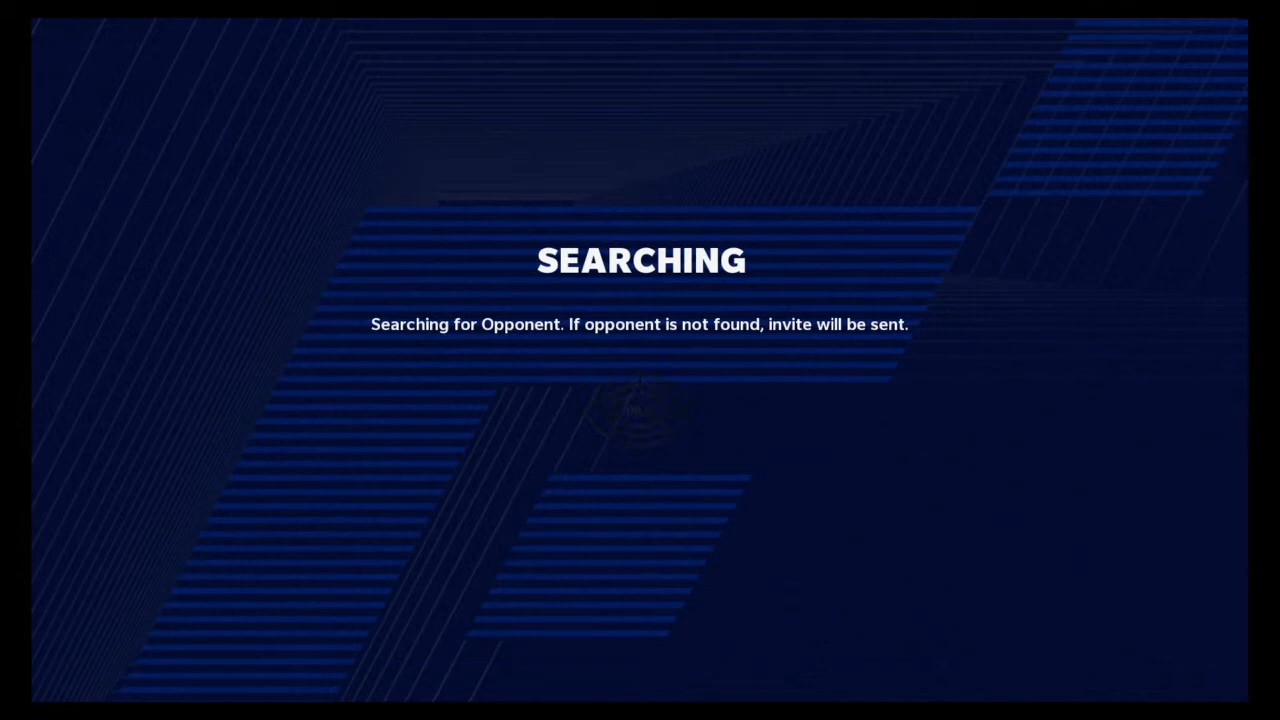 SEARCHING
Searching for Opponent. If opponent is not found, invite will be sent.